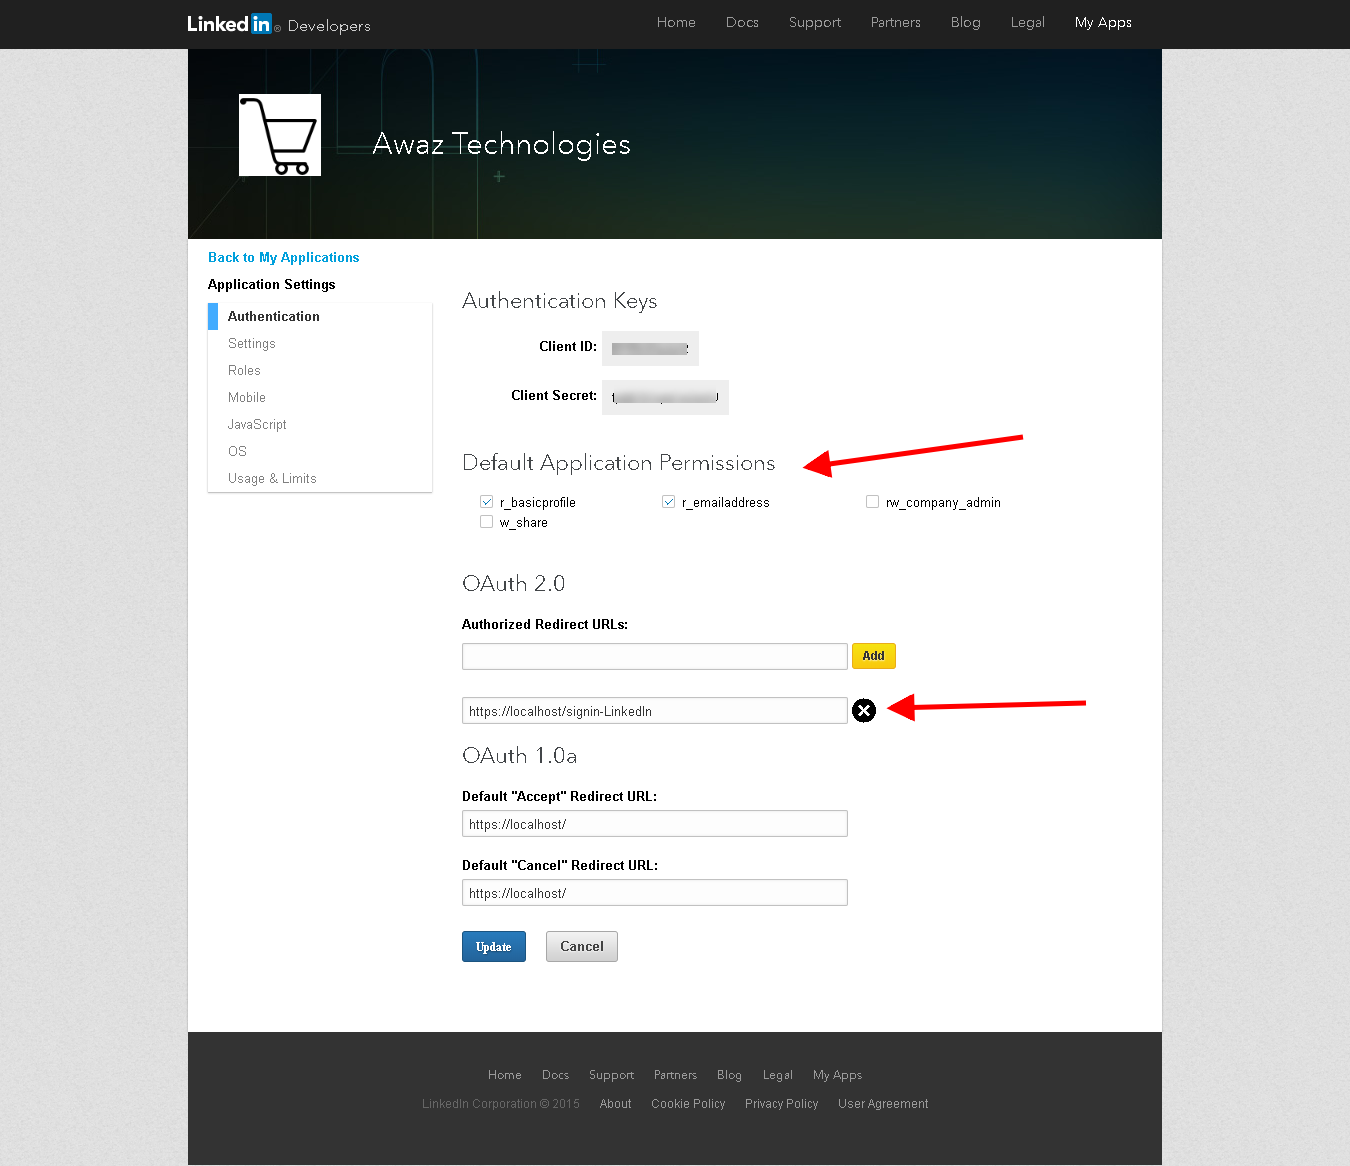 Linked in® Developers
Home Docs Support Partners Blog Legal My Apps
Awaz Technologies
Back to My Applications
Application Settings
Authentication
Settings
Roles
Mobile
JavaScript
OS
Usage & Limits
Authentication Keys
Client ID:
Client Secret:
Default Application Permissions
r_basicprofile r_emailaddress rw_company_admin
w_share
OAuth 2.0
Authorized Redirect URLs:
Add
https://localhost/signin-LinkedIn
OAuth 1.0a
Default "Accept" Redirect URL:
https://localhost/
Default "Cancel" Redirect URL:
https://localhost/
Update Cancel
Home Docs Support Partners Blog Legal My Apps
LinkedIn Corporation © 2015 About Cookie Policy Privacy Policy User Agreement